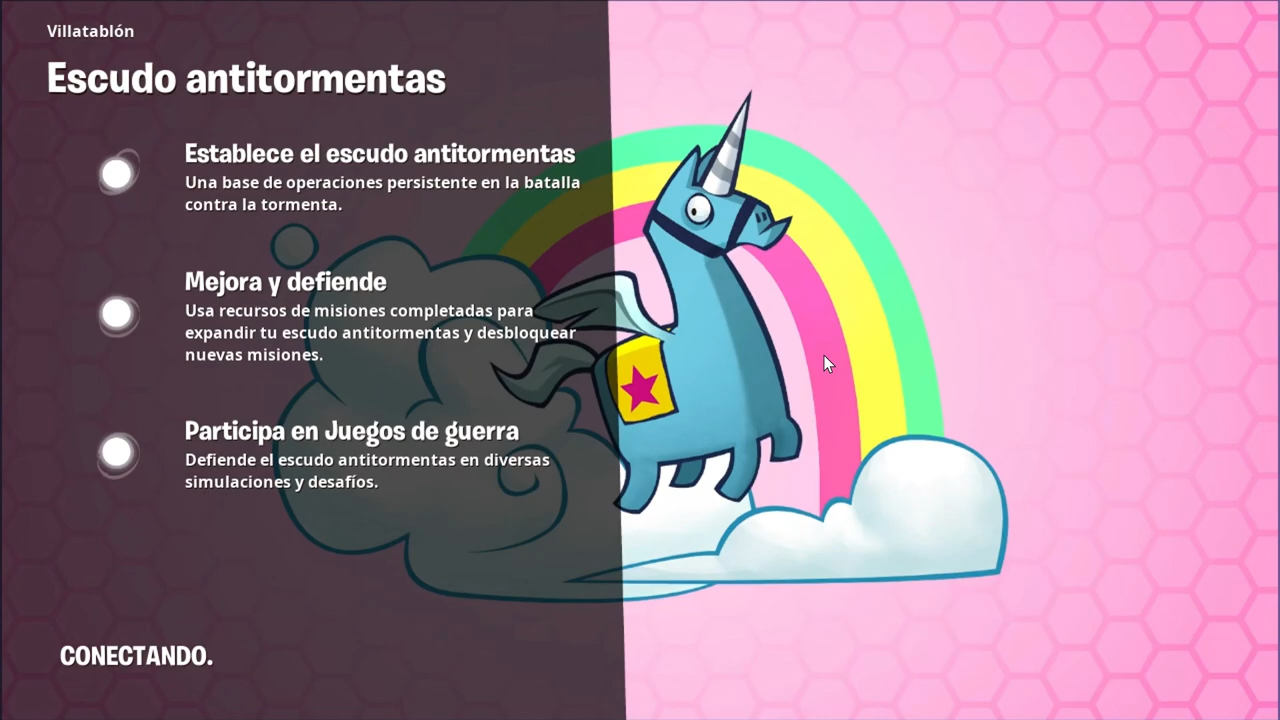 Villatablón
Escudo antitormentas
Establece el escudo antitormentas
Una base de operaciones persistente en la batalla
contra la tormenta.
Mejora y defiende
Usa recursos de misiones completadas para
expandir tu escudo antitormentas y desbloquear
nuevas misiones.
Participa en Juegos de guerra
Defiende el escudo antitormentas en diversas
simulaciones y desafíos.
CONECTANDO.